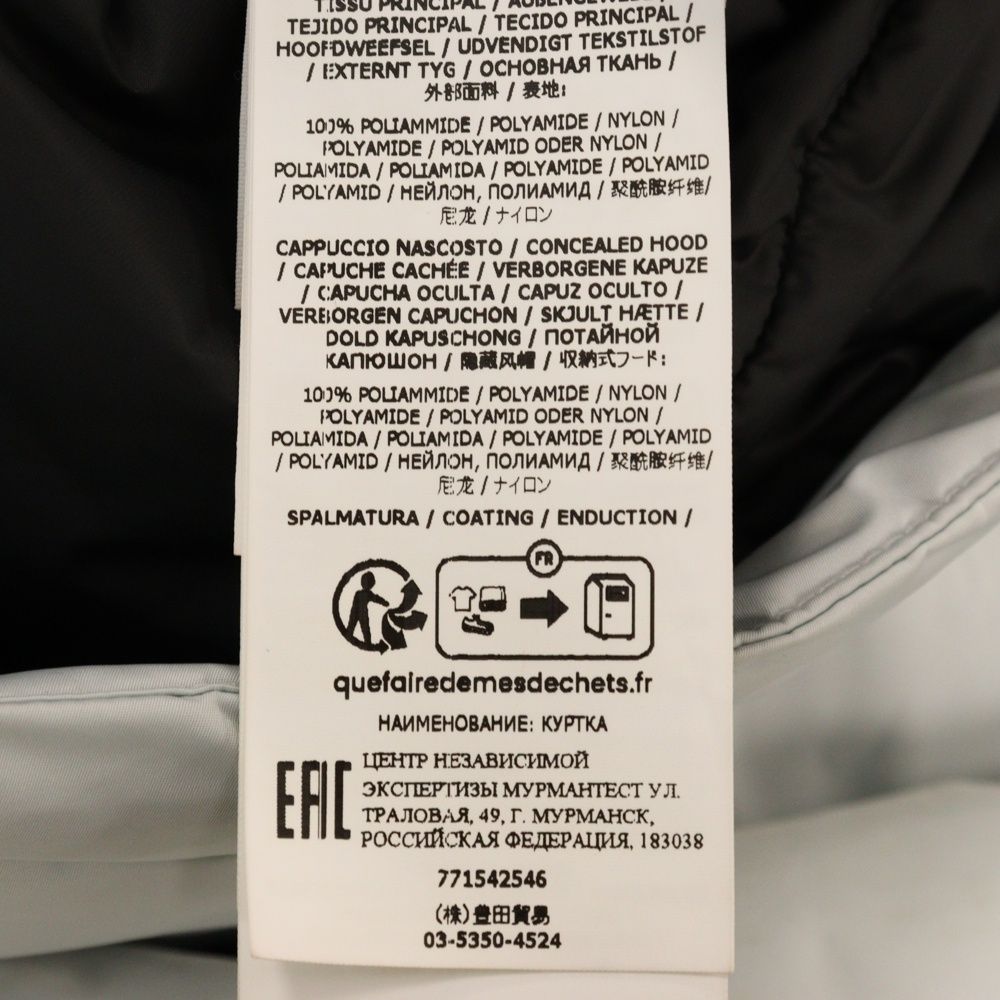 TISSU PRINCIPAL / AUßENGEWEBE /
TEJIDO PRINCIPAL / TECIDO PRINCIPAL /
HOOFDWEEFSEL / UDVENDIGT TEKSTILSTOF
/ EXTERNT TYG / ОСНОВНАЯ ТКАНЬ /
外部面料 / 表地:
100% POLIAMMIDE / POLYAMIDE / NYLON /
POLYAMIDE / POLYAMID ODER NYLON /
POLIAMIDA / POLIAMIDA / POLYAMIDE / POLYAMID
/ POLYAMID / НЕЙЛОН, ПОЛИАМИД / 聚酰胺纤维/
尼龙 / ナイロン
CAPPUCCIO NASCOSTO / CONCEALED HOOD
/ CAPUCHE CACHÉE / VERBORGENE KAPUZE
/ CAPUCHA OCULTA / CAPUZ OCULTO /
VERBORGEN CAPUCHON / SKJULT HÆTTE /
DOLD KAPUSCHONG / ПОТАЙНОЙ
КАПЮШОН / 隐藏风帽 / 収納式フード:
100% POLIAMMIDE / POLYAMIDE / NYLON /
POLYAMIDE / POLYAMID ODER NYLON /
POLIAMIDA / POLIAMIDA / POLYAMIDE / POLYAMID
/ POLYAMID / НЕЙЛОН, ПОЛИАМИД / 聚酰胺纤维/
尼龙 / ナイロン
SPALMATURA / COATING / ENDUCTION /
FR
quefairedemesdechets.fr
НАИМЕНОВАНИЕ: КУРТКА
EAC
ЦЕНТР НЕЗАВИСИМОЙ
ЭКСПЕРТИЗЫ МУРМАНТЕСТ УЛ.
ТРАЛОВАЯ, 49, Г. МУРМАНСК,
РОССИЙСКАЯ ФЕДЕРАЦИЯ, 183038
771542546
(株)豊田貿易
03-5350-4524